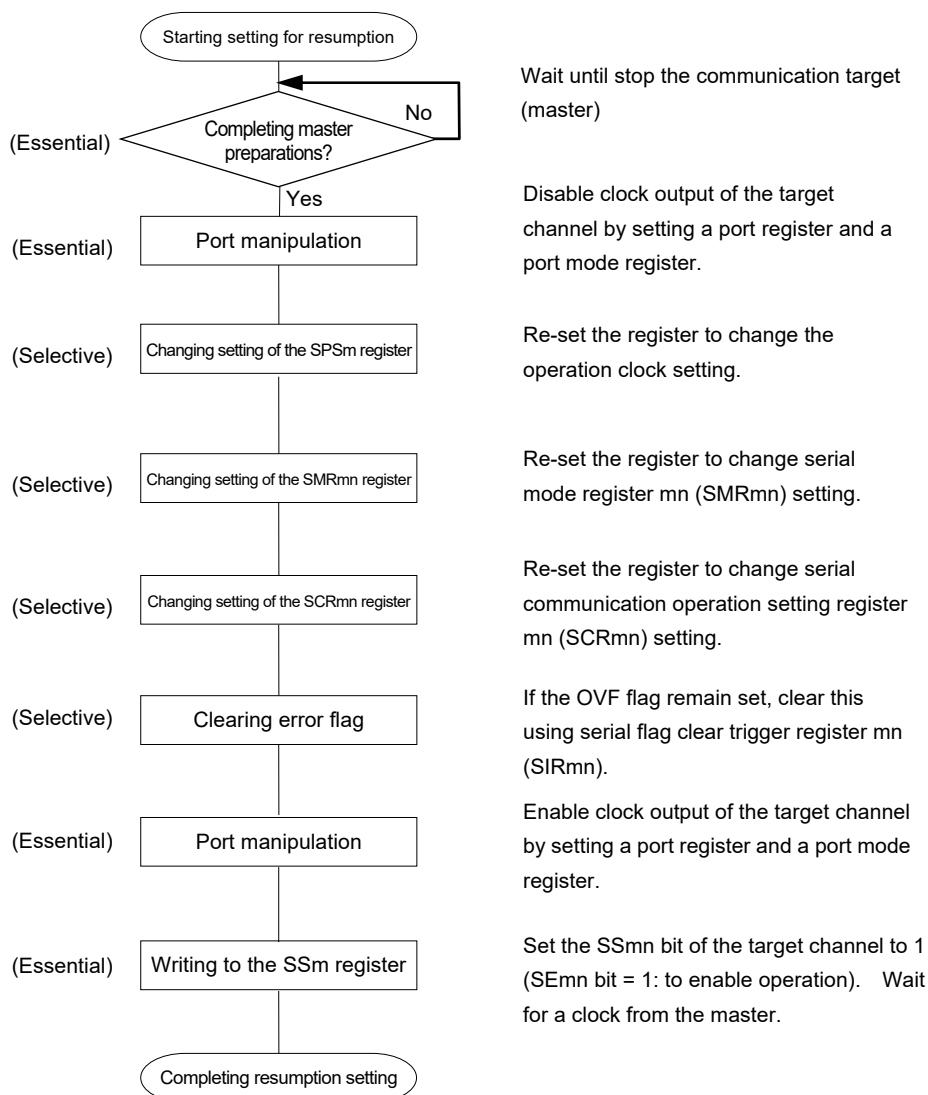 Starting setting for resumption
Wait until stop the communication target
(master)
No
(Essential)
Completing master
preparations?
Yes
Disable clock output of the target
channel by setting a port register and a
port mode register.
(Essential)
Port manipulation
(Selective)
Changing setting of the SPSm register
Re-set the register to change the
operation clock setting.
(Selective)
Changing setting of the SMRmn register
Re-set the register to change serial
mode register mn (SMRmn) setting.
(Selective)
Changing setting of the SCRmn register
Re-set the register to change serial
communication operation setting register
mn (SCRmn) setting.
(Selective)
Clearing error flag
If the OVF flag remain set, clear this
using serial flag clear trigger register mn
(SIRmn).
(Essential)
Port manipulation
Enable clock output of the target channel
by setting a port register and a port mode
register.
(Essential)
Writing to the SSm register
Set the SSmn bit of the target channel to 1
(SEmn bit = 1: to enable operation). Wait
for a clock from the master.
Completing resumption setting